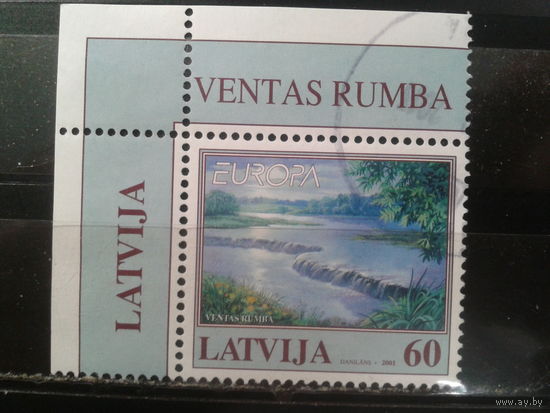 VENTAS RUMBA
LATVIJA
EUROPA
VENTAS RUMBA
LATVIJA 60
DANILĀNS • 2001
www.ay.by